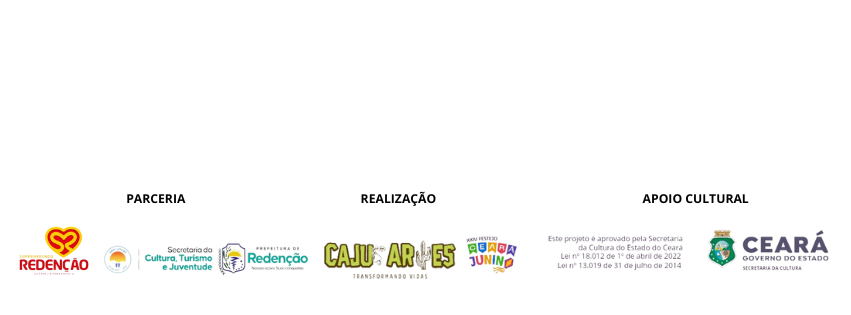 PARCERIA
REALIZAÇÃO
APOIO CULTURAL
REDENÇÃO
Secretaria da
Cultura, Turismo
e Juventude
PREFEITURA DE
Redenção
CAJU ARTES
TRANSFORMANDO VIDAS
FESTEJO
CEARÁ
JUNINO
Este projeto é aprovado pela Secretaria
da Cultura do Estado do Ceará
Lei nº 18.012 de 1º de abril de 2022
Lei nº 13.019 de 31 de julho de 2014
CEARÁ
GOVERNO DO ESTADO
SECRETARIA DA CULTURA